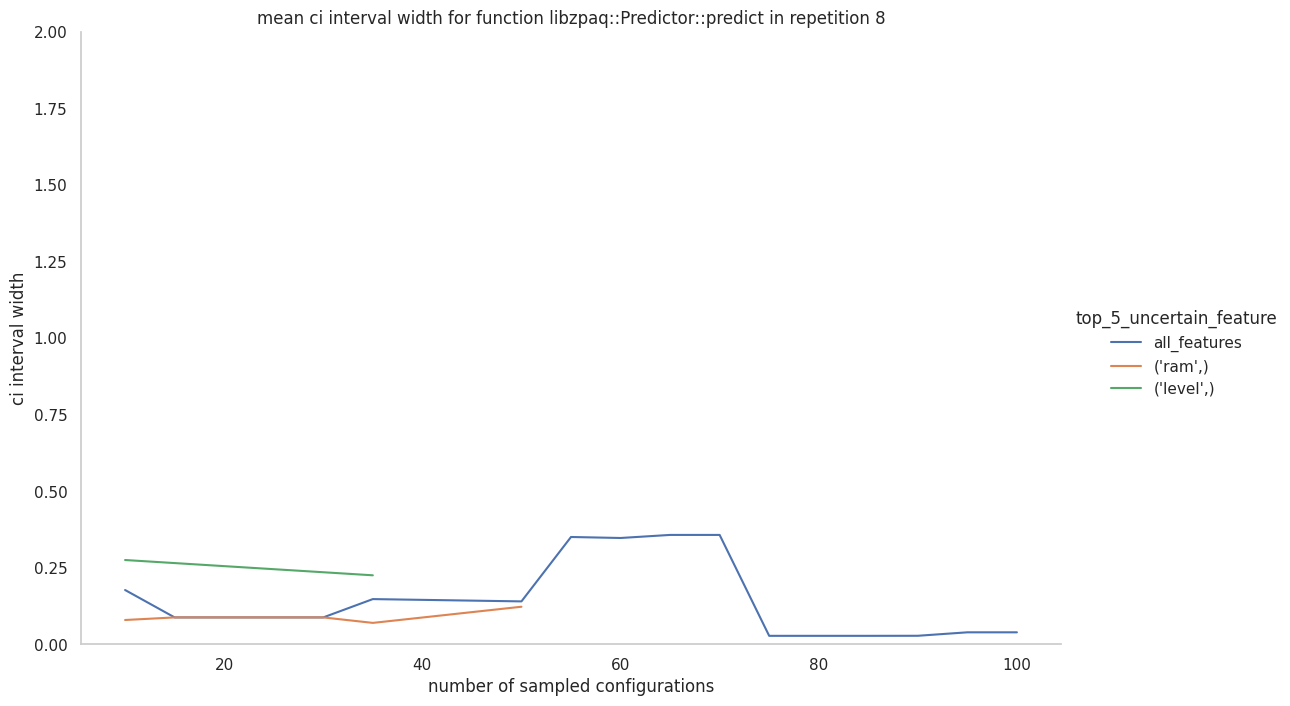 mean ci interval width for function libzpaq::Predictor::predict in repetition 8
2.00
1.75
1.50
1.25
1.00
0.75
0.50
0.25
0.00
ci interval width
20
40
60
80
100
number of sampled configurations
top_5_uncertain_feature
all_features
('ram',)
('level',)